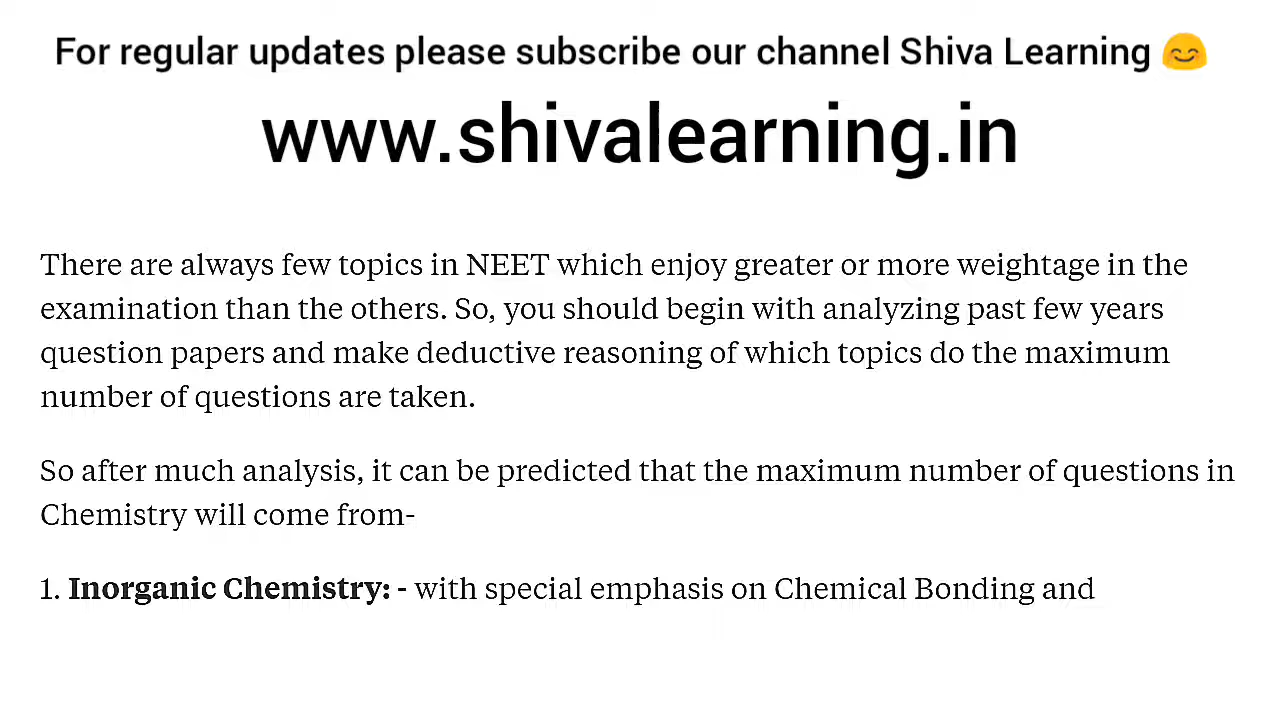 For regular updates please subscribe our channel Shiva Learning 😊
www.shivalearning.in
There are always few topics in NEET which enjoy greater or more weightage in the
examination than the others. So, you should begin with analyzing past few years
question papers and make deductive reasoning of which topics do the maximum
number of questions are taken.
So after much analysis, it can be predicted that the maximum number of questions in
Chemistry will come from-
1. Inorganic Chemistry: - with special emphasis on Chemical Bonding and